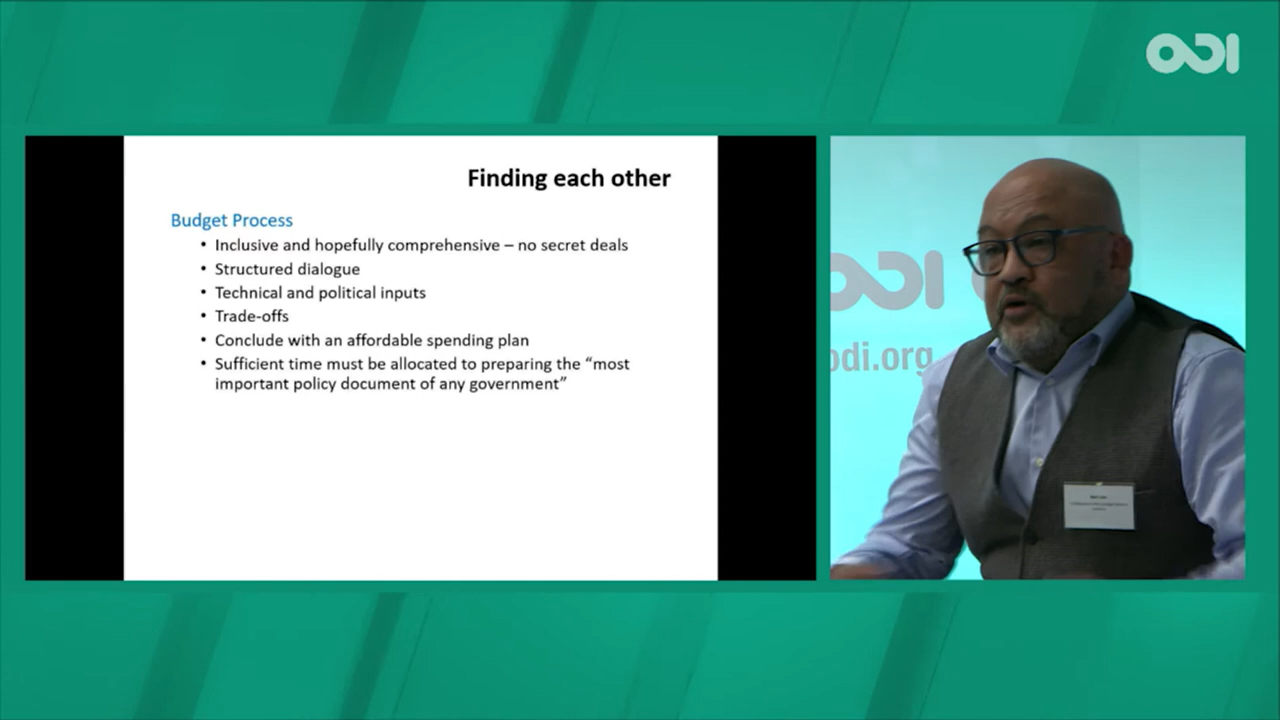 ODI
Finding each other
Budget Process
• Inclusive and hopefully comprehensive – no secret deals
• Structured dialogue
• Technical and political inputs
• Trade-offs
• Conclude with an affordable spending plan
• Sufficient time must be allocated to preparing the “most
important policy document of any government”
ODI
odi.org